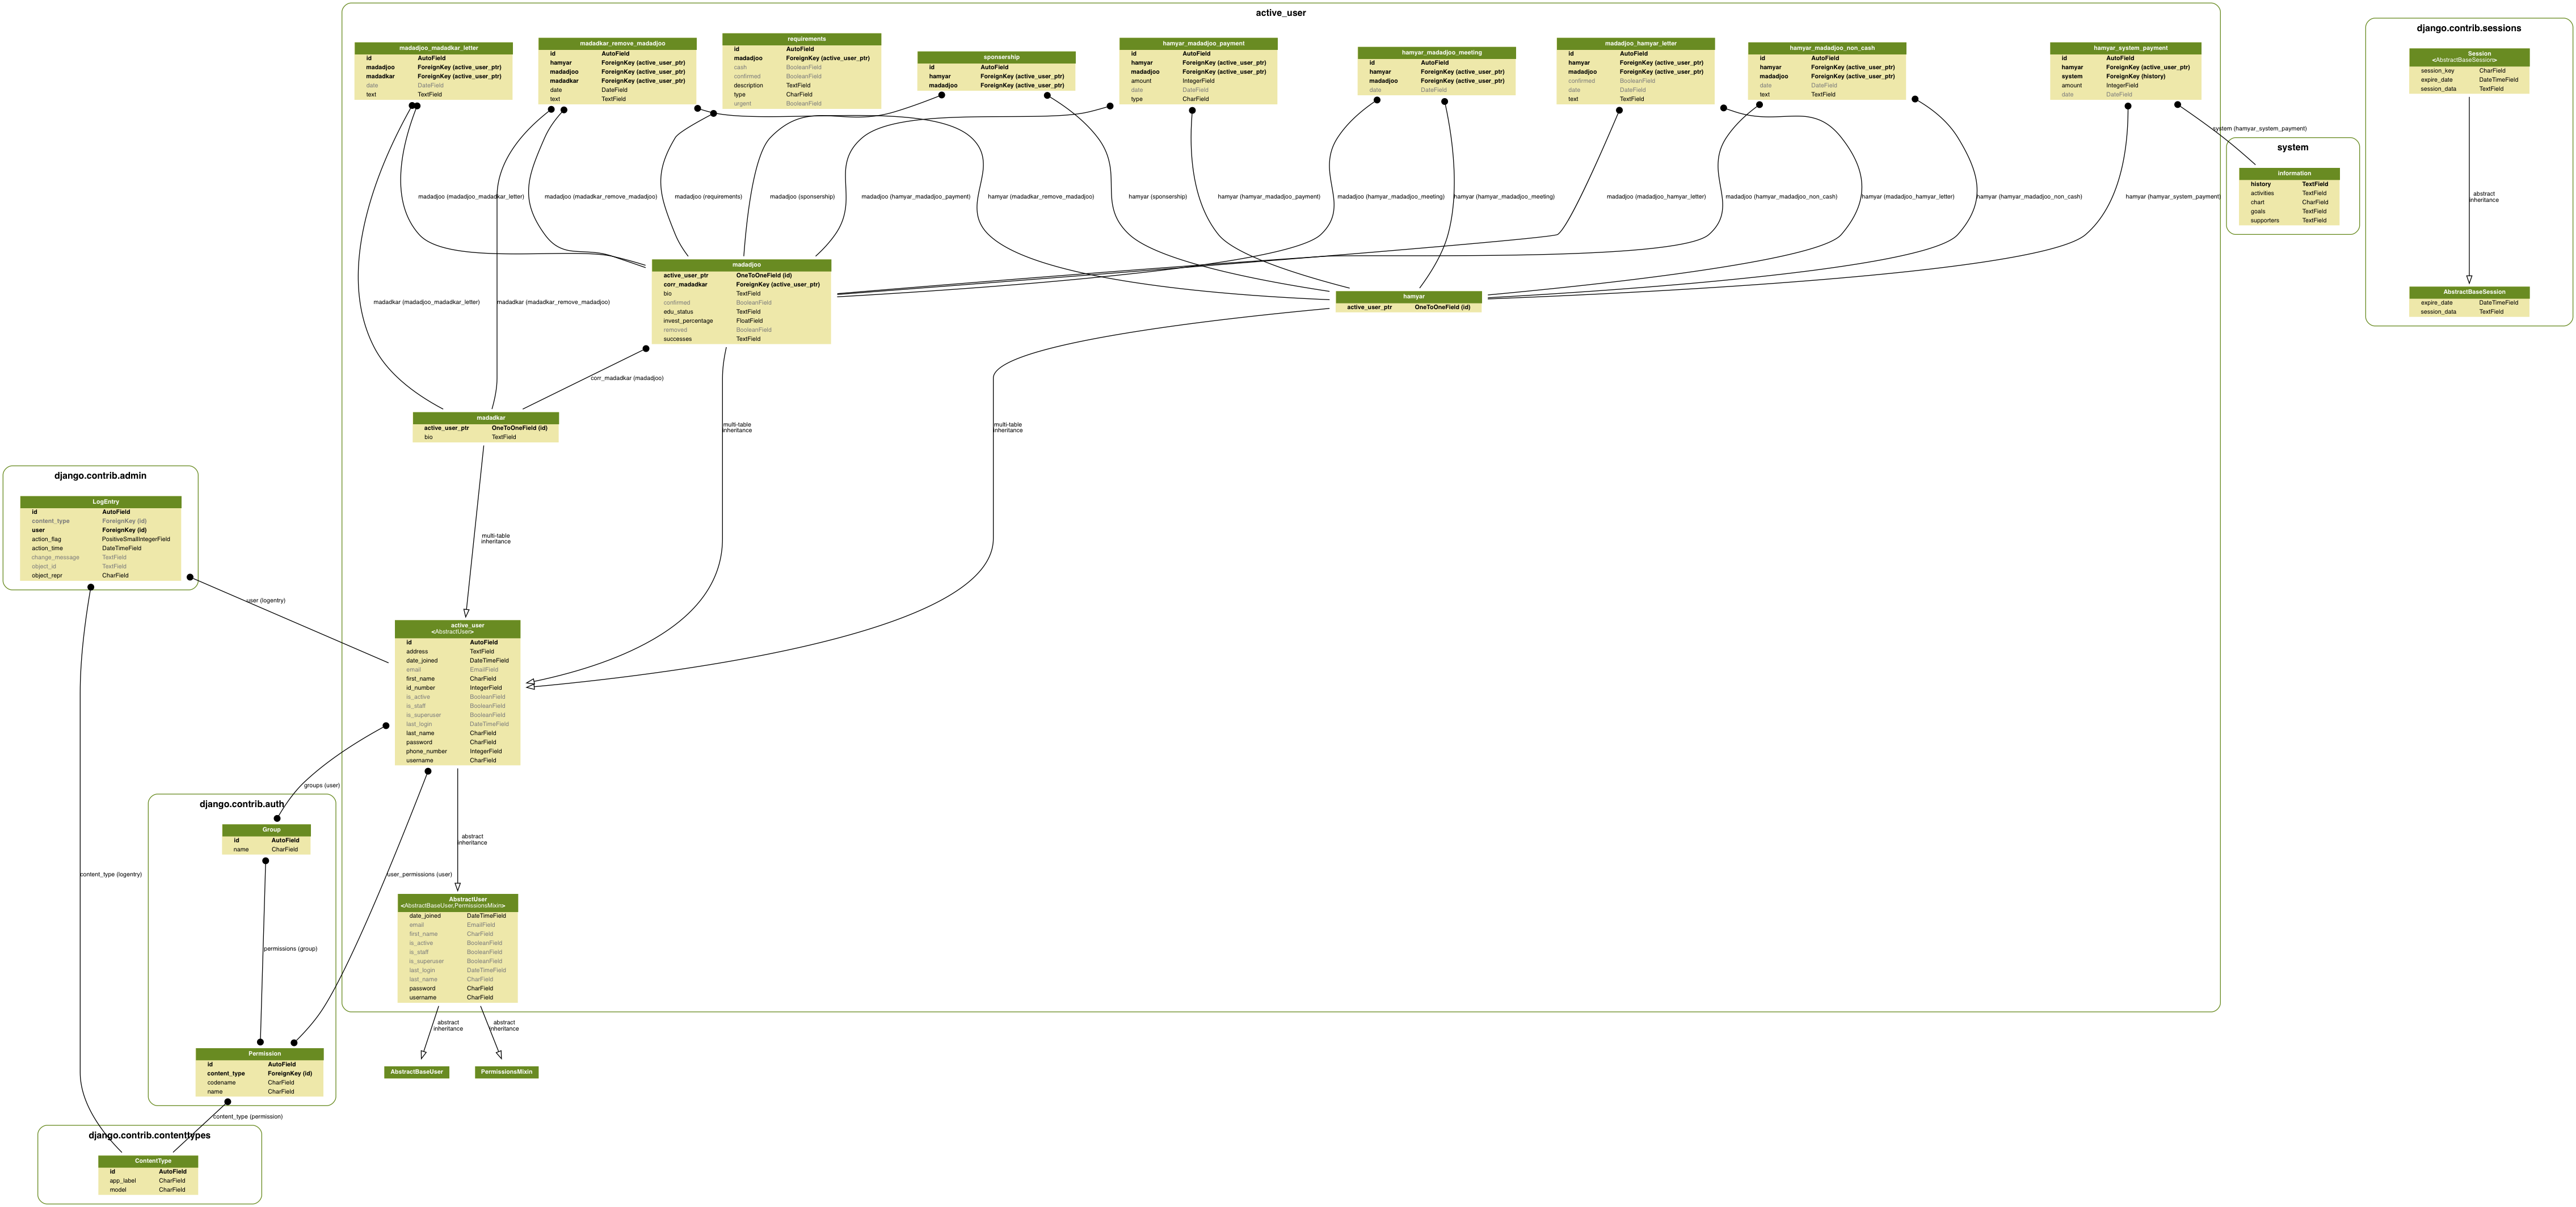 active_user
madadjoo_madadkar_letter
id AutoField
madadjoo ForeignKey (active_user_ptr)
madadkar ForeignKey (active_user_ptr)
date DateField
text TextField
madadkar_remove_madadjoo
id AutoField
hamyar ForeignKey (active_user_ptr)
madadjoo ForeignKey (active_user_ptr)
madadkar ForeignKey (active_user_ptr)
date DateField
text TextField
requirements
id AutoField
madadjoo ForeignKey (active_user_ptr)
cash BooleanField
confirmed BooleanField
description TextField
type CharField
urgent BooleanField
sponsership
id AutoField
hamyar ForeignKey (active_user_ptr)
madadjoo ForeignKey (active_user_ptr)
hamyar_madadjoo_payment
id AutoField
hamyar ForeignKey (active_user_ptr)
madadjoo ForeignKey (active_user_ptr)
amount IntegerField
date DateField
type CharField
hamyar_madadjoo_meeting
id AutoField
hamyar ForeignKey (active_user_ptr)
madadjoo ForeignKey (active_user_ptr)
date DateField
madadjoo_hamyar_letter
id AutoField
hamyar ForeignKey (active_user_ptr)
madadjoo ForeignKey (active_user_ptr)
confirmed BooleanField
date DateField
text TextField
hamyar_madadjoo_non_cash
id AutoField
hamyar ForeignKey (active_user_ptr)
madadjoo ForeignKey (active_user_ptr)
date DateField
text TextField
hamyar_system_payment
id AutoField
hamyar ForeignKey (active_user_ptr)
system ForeignKey (history)
amount IntegerField
date DateField
django.contrib.sessions
Session
<AbstractBaseSession>
session_key CharField
expire_date DateTimeField
session_data TextField
abstract
inheritance
AbstractBaseSession
expire_date DateTimeField
session_data TextField
system (hamyar_system_payment)
system
information
history TextField
activities TextField
chart CharField
goals TextField
supporters TextField
madadjoo (madadjoo_madadkar_letter)
madadjoo (madadkar_remove_madadjoo)
madadjoo (requirements)
madadjoo (sponsership)
madadjoo (hamyar_madadjoo_payment)
hamyar (madadkar_remove_madadjoo)
hamyar (sponsership)
hamyar (hamyar_madadjoo_payment)
madadjoo (hamyar_madadjoo_meeting)
hamyar (hamyar_madadjoo_meeting)
madadjoo (madadjoo_hamyar_letter)
madadjoo (hamyar_madadjoo_non_cash)
hamyar (madadjoo_hamyar_letter)
hamyar (hamyar_madadjoo_non_cash)
hamyar (hamyar_system_payment)
madadjoo
active_user_ptr OneToOneField (id)
corr_madadkar ForeignKey (active_user_ptr)
bio TextField
confirmed BooleanField
edu_status TextField
invest_percentage FloatField
removed BooleanField
successes TextField
hamyar
active_user_ptr OneToOneField (id)
madadkar (madadjoo_madadkar_letter)
madadkar (madadkar_remove_madadjoo)
corr_madadkar (madadjoo)
madadkar
active_user_ptr OneToOneField (id)
bio TextField
multi-table
inheritance
multi-table
inheritance
multi-table
inheritance
django.contrib.admin
LogEntry
id AutoField
content_type ForeignKey (id)
user ForeignKey (id)
action_flag PositiveSmallIntegerField
action_time DateTimeField
change_message TextField
object_id TextField
object_repr CharField
user (logentry)
active_user
<AbstractUser>
id AutoField
address TextField
date_joined DateTimeField
email EmailField
first_name CharField
id_number IntegerField
is_active BooleanField
is_staff BooleanField
is_superuser BooleanField
last_login DateTimeField
last_name CharField
password CharField
phone_number IntegerField
username CharField
groups (user)
django.contrib.auth
Group
id AutoField
name CharField
abstract
inheritance
content_type (logentry)
user_permissions (user)
AbstractUser
<AbstractBaseUser,PermissionsMixin>
date_joined DateTimeField
email EmailField
first_name CharField
is_active BooleanField
is_staff BooleanField
is_superuser BooleanField
last_login DateTimeField
last_name CharField
password CharField
username CharField
permissions (group)
abstract
inheritance
abstract
inheritance
Permission
id AutoField
content_type ForeignKey (id)
codename CharField
name CharField
AbstractBaseUser
PermissionsMixin
content_type (permission)
django.contrib.contenttypes
ContentType
id AutoField
app_label CharField
model CharField